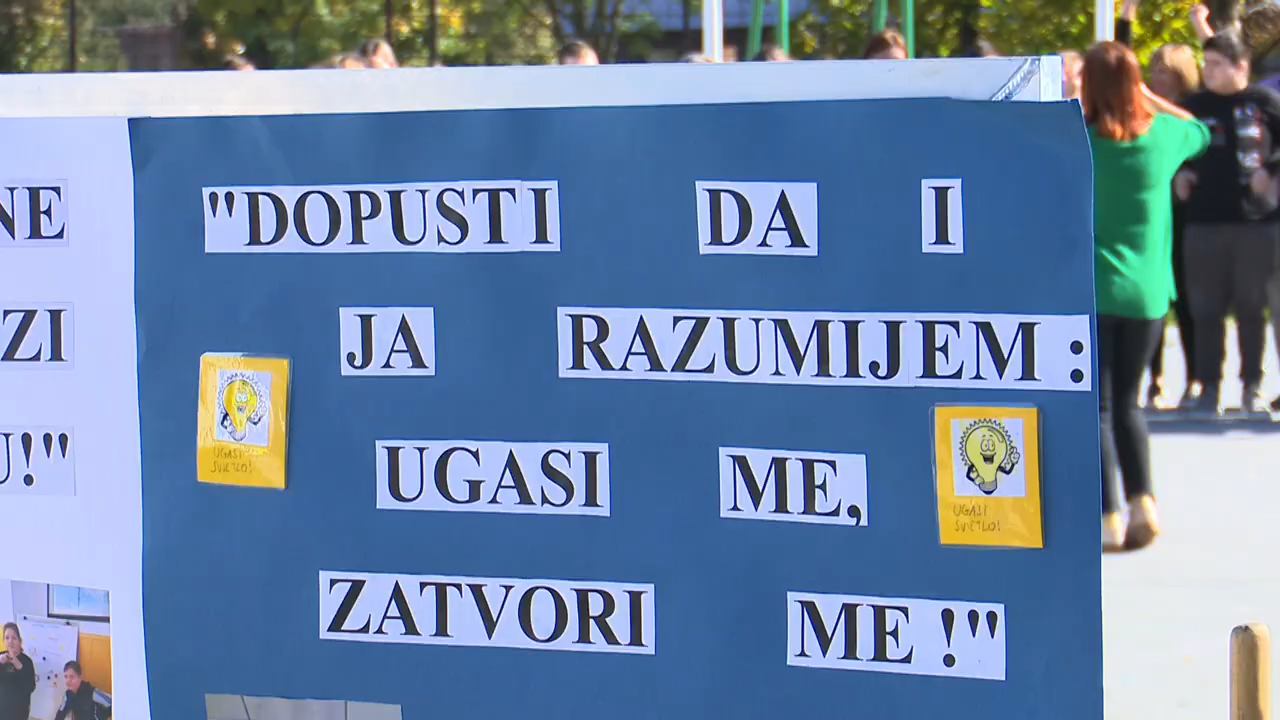 NE
ZI
U!"
"DOPUSTI DA I
JA RAZUMIJEM:
UGASI ME,
ZATVORI ME!"
UGASI
SVJETLO!
UGASI
SVJETLO!